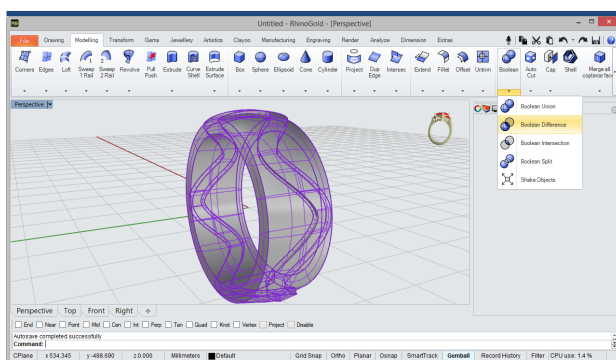 RG
Untitled - RhinoGold - [Perspective]
File Drawing Modelling Transform Gems Jewellery Artistics Clayoo Manufacturing Engraving Render Analyze Dimension Extras
Corners Edges Loft Sweep 1 Rail Sweep 2 Rail Revolve Pull Push Extrude Curve Shell Extrude Surface Box Sphere Ellipsoid Cone Cylinder Project Dup Edge Intersec Extend Fillet Offset Untrim Boolean Auto Cut Cap Shell Merge all coplanar face
Perspective
Boolean Union
Boolean Difference
Boolean Intersection
Boolean Split
Shake Objects
Perspective Top Front Right
End Near Point Mid Cen Int Perp Tan Quad Knot Vertex Project Disable
Autosave completed successfully
Command:
CPlane x 534.345 y -498.690 z 0.000 Millimeters Default Grid Snap Ortho Planar Osnap SmartTrack Gumball Record History Filter CPU use: 1.4 %